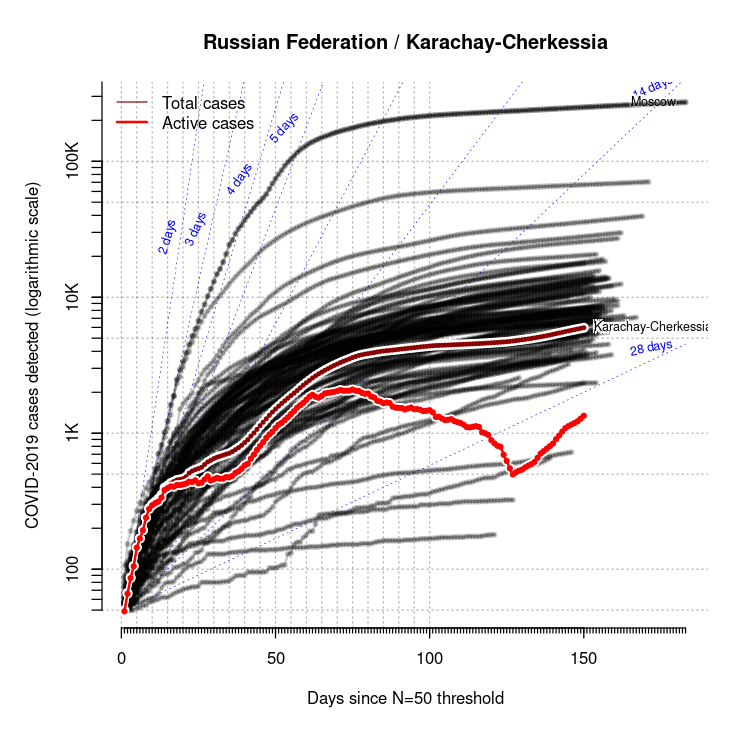 Russian Federation / Karachay-Cherkessia
Total cases
Active cases
2 days
3 days
4 days
5 days
14 days
28 days
Moscow
Karachay-Cherkessia
COVID-2019 cases detected (logarithmic scale)
100K
10K
1K
100
0 50 100 150
Days since N=50 threshold